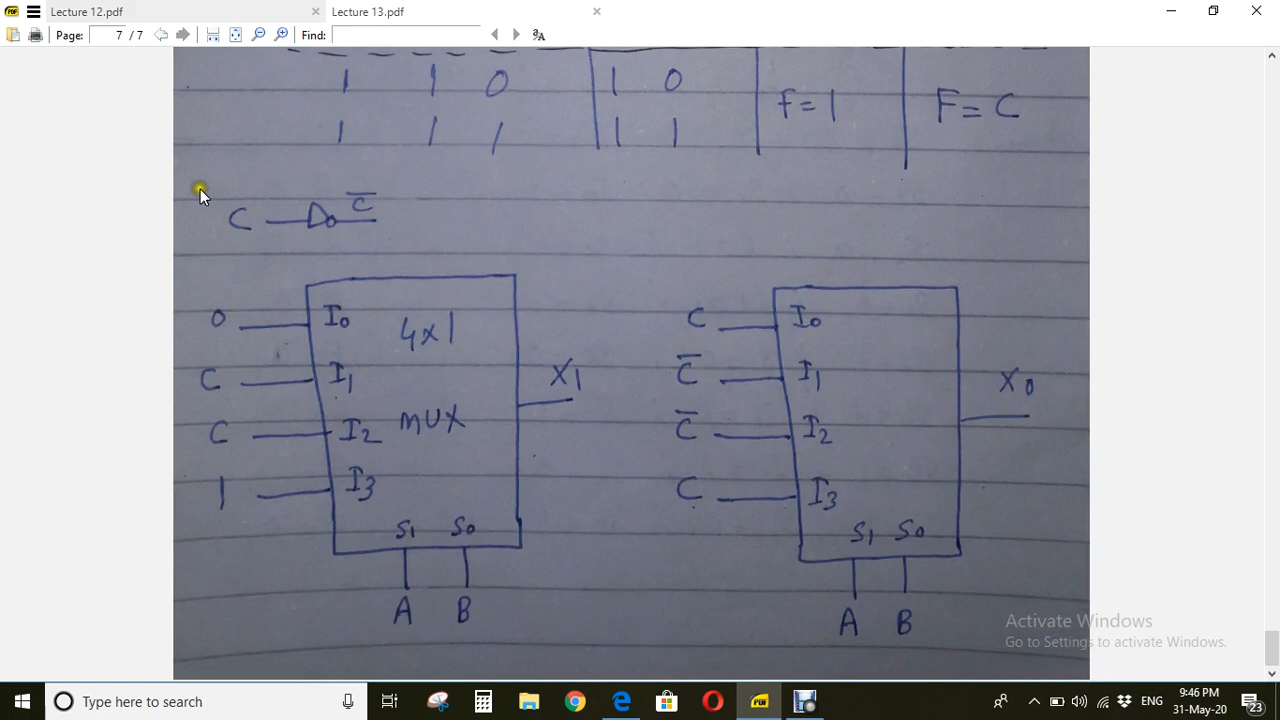 Lecture 12.pdf
Lecture 13.pdf
Page: 7 / 7 Find:
1 1 0 1 0
f = 1 F = C
1 1 1 1 1
C C̅
0 I0 4x1
C I1 X1
C I2 MUX
1 I3
S1 S0
A B
C I0
C̅ I1 X0
C̅ I2
C I3
S1 S0
A B
Activate Windows
Go to Settings to activate Windows.
Type here to search
ENG
9:46 PM
31-May-20
23